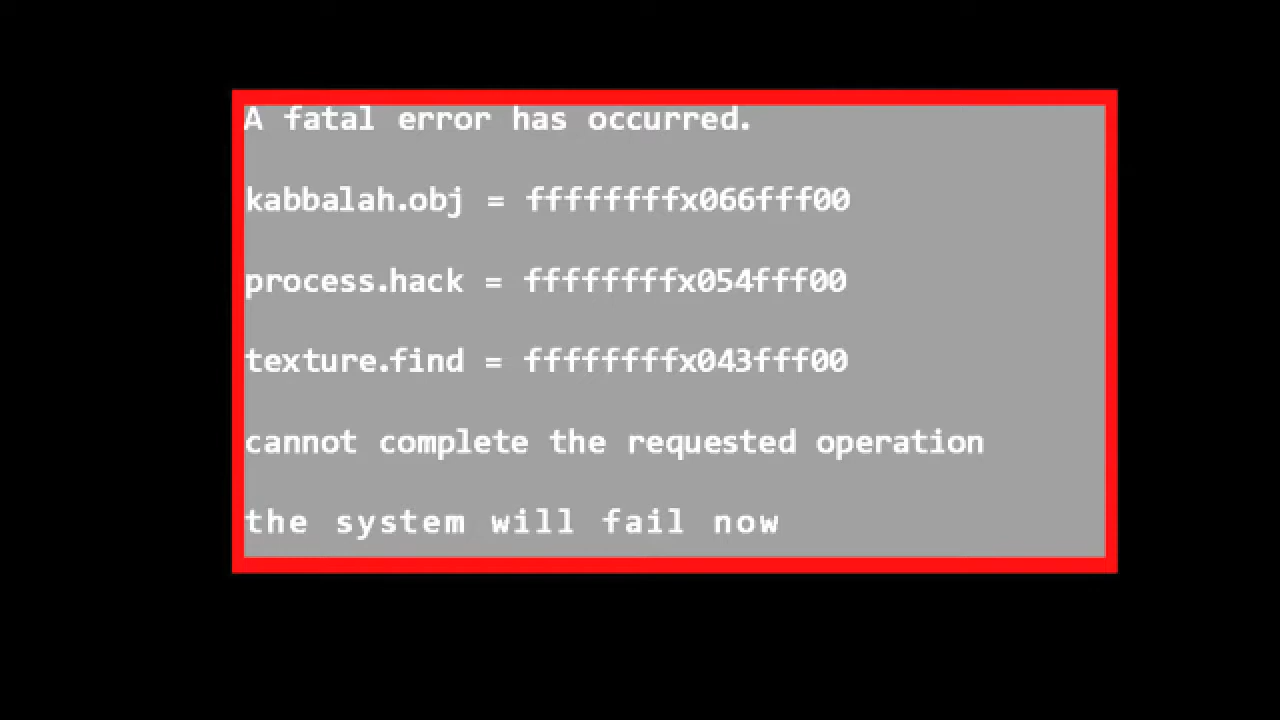 A fatal error has occurred.
kabbalah.obj = ffffffffx066fff00
process.hack = ffffffffx054fff00
texture.find = ffffffffx043fff00
cannot complete the requested operation
the system will fail now